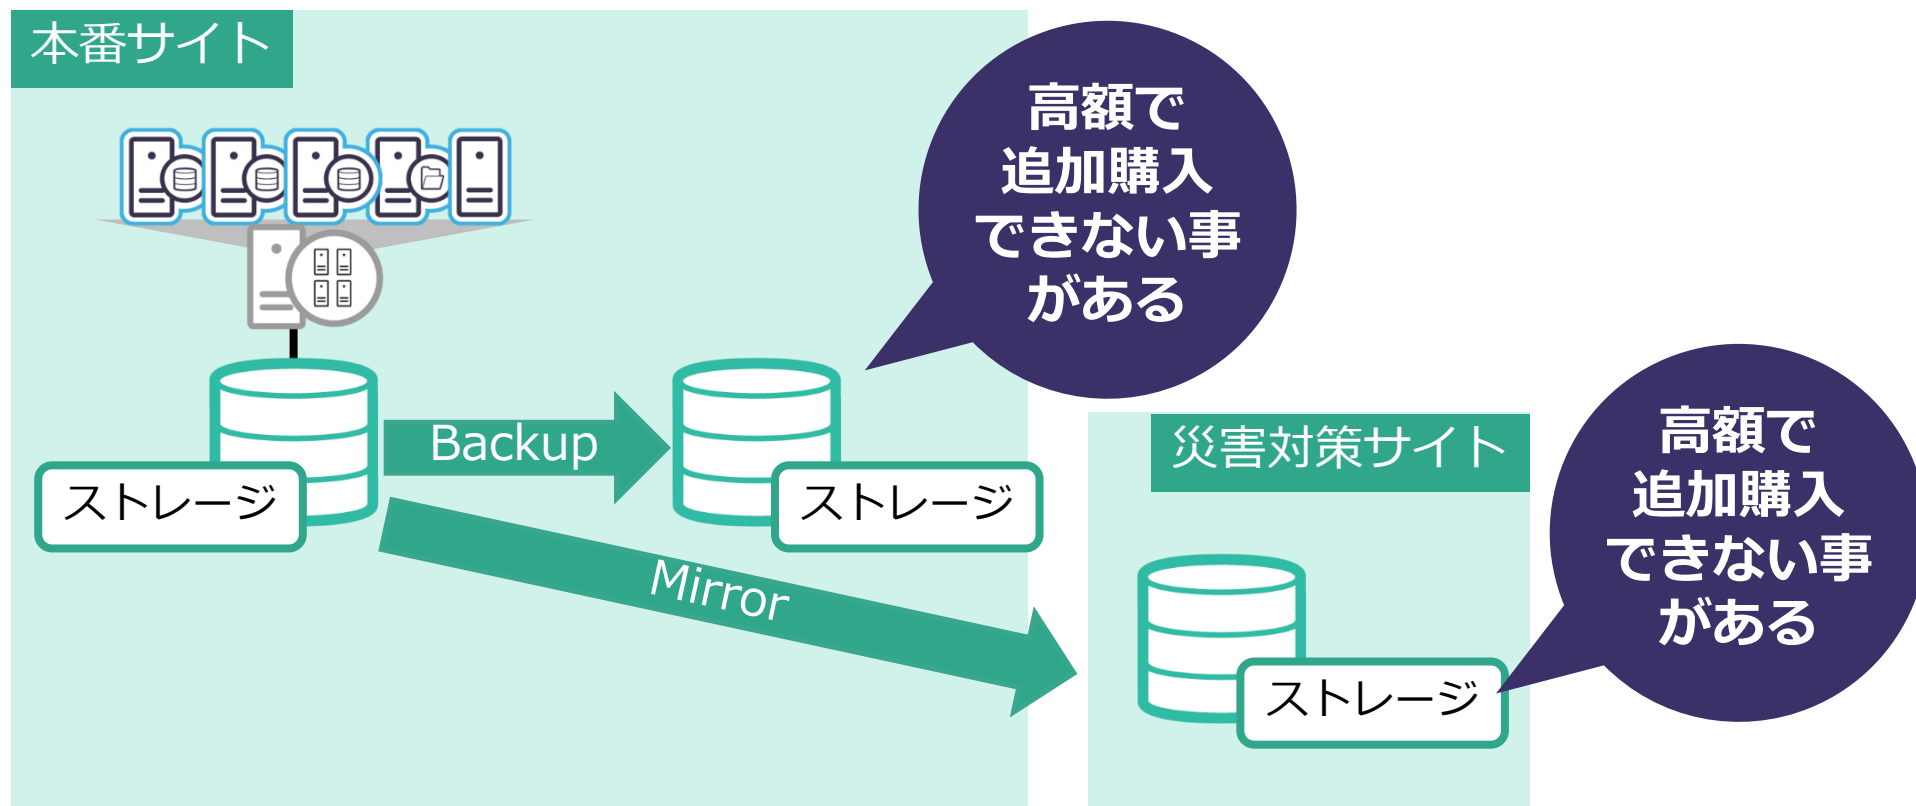 本番サイト
高額で
追加購入
できない事
がある
Backup
ストレージ
ストレージ
Mirror
災害対策サイト
高額で
追加購入
できない事
がある
ストレージ